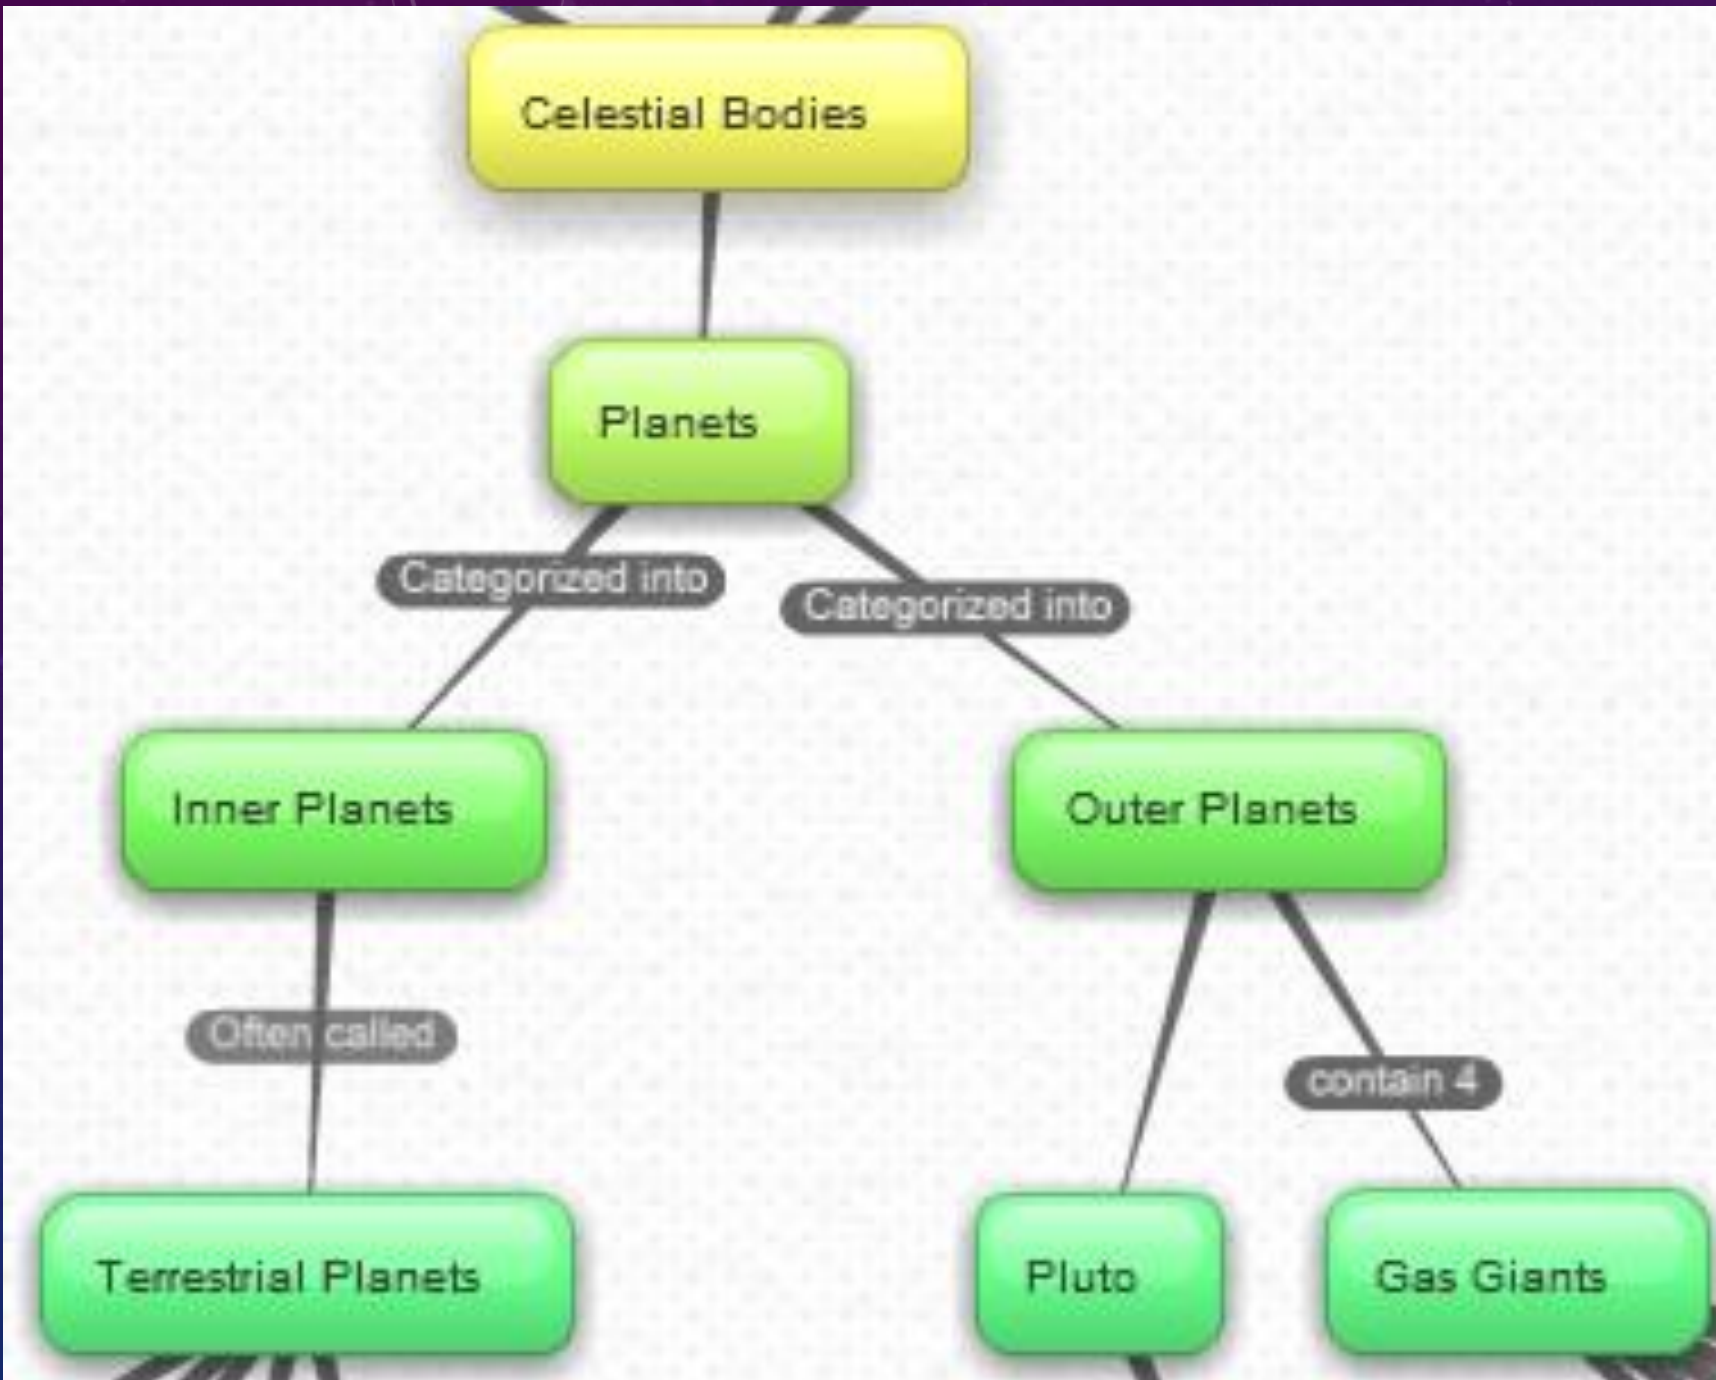 Celestial Bodies
Planets
Categorized into
Categorized into
Inner Planets
Outer Planets
Often called
contain 4
Terrestrial Planets
Pluto
Gas Giants